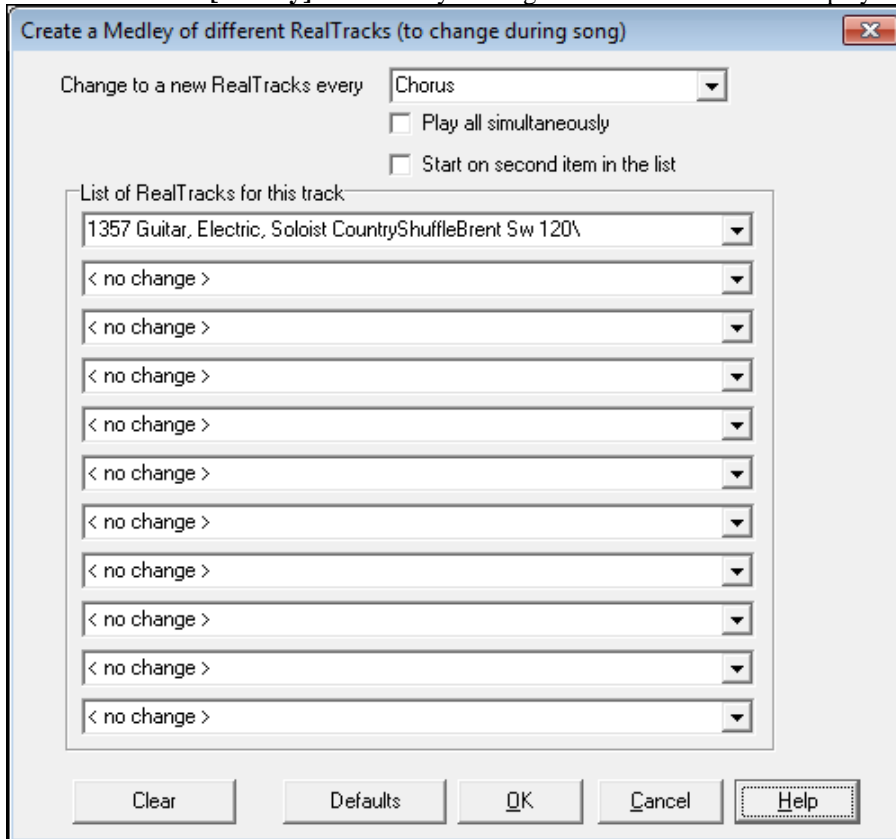 Create a Medley of different RealTracks (to change during song)
Change to a new RealTracks every Chorus
Play all simultaneously
Start on second item in the list
List of RealTracks for this track
1357 Guitar, Electric, Soloist CountryShuffleBrent Sw 120\
< no change >
< no change >
< no change >
< no change >
< no change >
< no change >
< no change >
< no change >
< no change >
< no change >
Clear Defaults OK Cancel Help